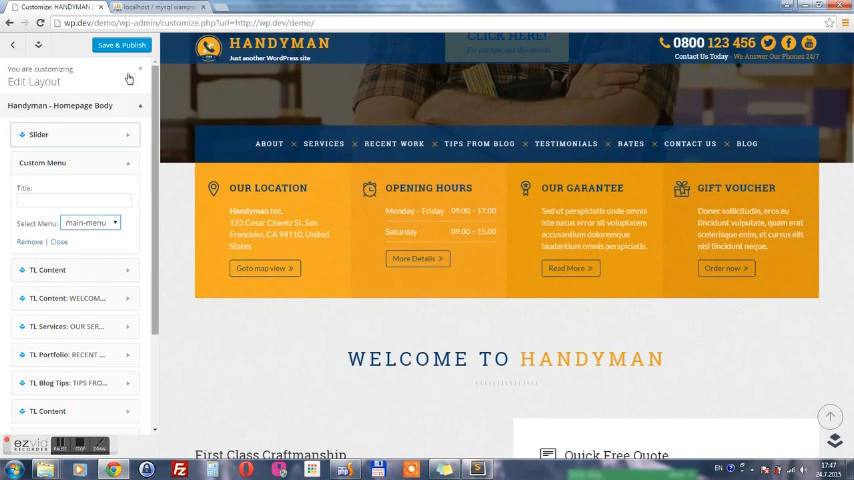 Customize: HANDYMAN |
localhost / mysql wampse
wp.dev/demo/wp-admin/customize.php?url=http://wp.dev/demo/
Save & Publish
You are customizing
Edit Layout
Handyman - Homepage Body
Slider
Custom Menu
Title:
Select Menu: main-menu
Remove | Close
TL Content
TL Content: WELCOM...
TL Services: OUR SER...
TL Portfolio: RECENT ...
TL Blog Tips: TIPS FRO...
TL Content
HANDYMAN
Just another WordPress site
CLICK HERE!
0800 123 456
Contact Us Today - We Answer Our Phones 24/7
ABOUT × SERVICES × RECENT WORK × TIPS FROM BLOG × TESTIMONIALS × RATES × CONTACT US × BLOG
OUR LOCATION
Handyman Inc.
123 Cesar Chavez St. San
Francisko, CA 94110, United
States
Goto map view »
OPENING HOURS
Monday – Friday 09:00 - 17.00
Saturday 09:00 - 15.00
More Details »
OUR GARANTEE
Sed ut perspiciatis unde omnis
iste natus error sit voluptatem
accusantium doloremque
laudantium omnis perspiciatis.
Read More »
GIFT VOUCHER
Donec sollicitudin, eros eu
tincidunt vulputate, quam erat
scelerisque enim, et cursus elit
nisi intdum neque.
Order now »
WELCOME TO HANDYMAN
First Class Craftmanship
Quick Free Quote
ezvid
RECORDER
PAUSE
STOP
DRAW
EN
17:47
24.7.2015